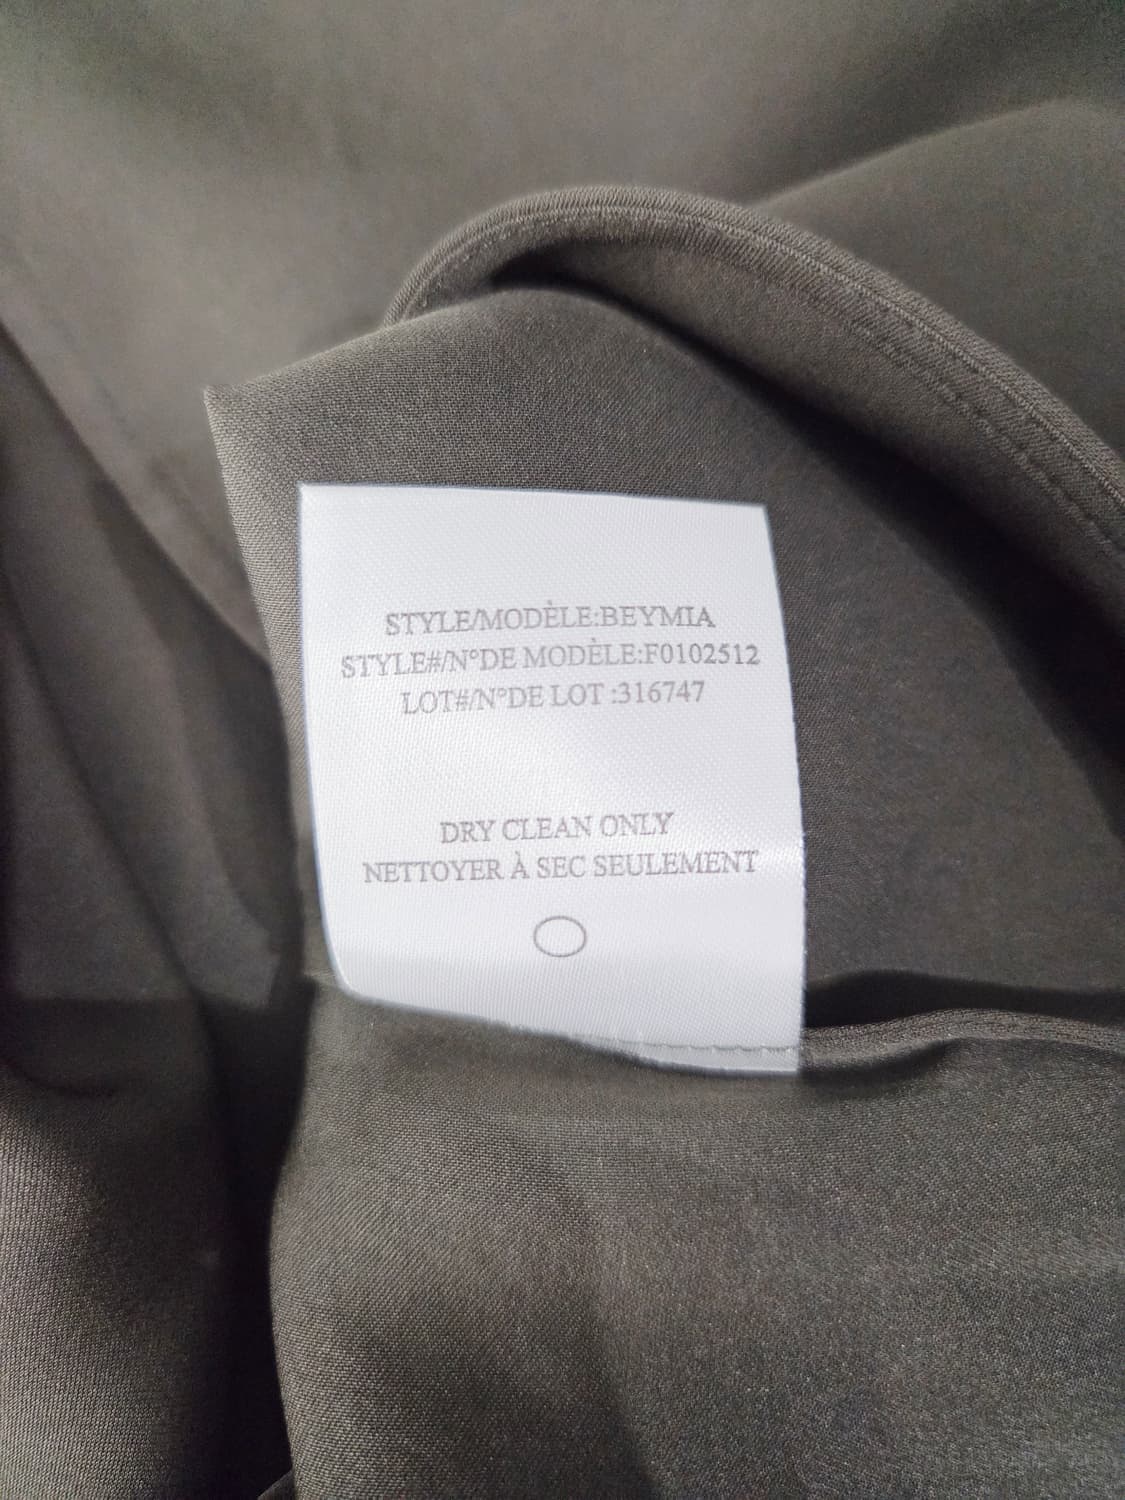 STYLE/MODÈLE:BEYMIA
STYLE#/N°DE MODÈLE:F0102512
LOT#/N°DE LOT :316747
DRY CLEAN ONLY
NETTOYER À SEC SEULEMENT